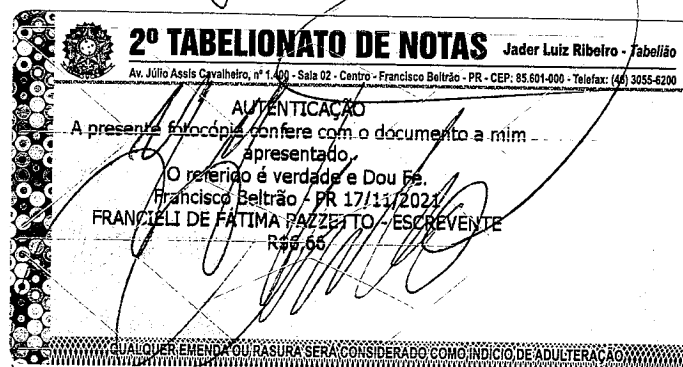 2º TABELIONATO DE NOTAS Jader Luiz Ribeiro - Tabelião
Av. Júlio Assis Cavalheiro, nº 1.400 - Sala 02 - Centro - Francisco Beltrão - PR - CEP: 85.601-000 - Telefax: (46) 3055-6200
AUTENTICAÇÃO
A presente fotocópia confere com o documento a mim
apresentado.
O referido é verdade e Dou Fé.
Francisco Beltrão - PR 17/11/2021
FRANCIELI DE FÁTIMA PAZZETTO - ESCREVENTE
R$6,66
QUALQUER EMENDA OU RASURA SERÁ CONSIDERADO COMO INDÍCIO DE ADULTERAÇÃO